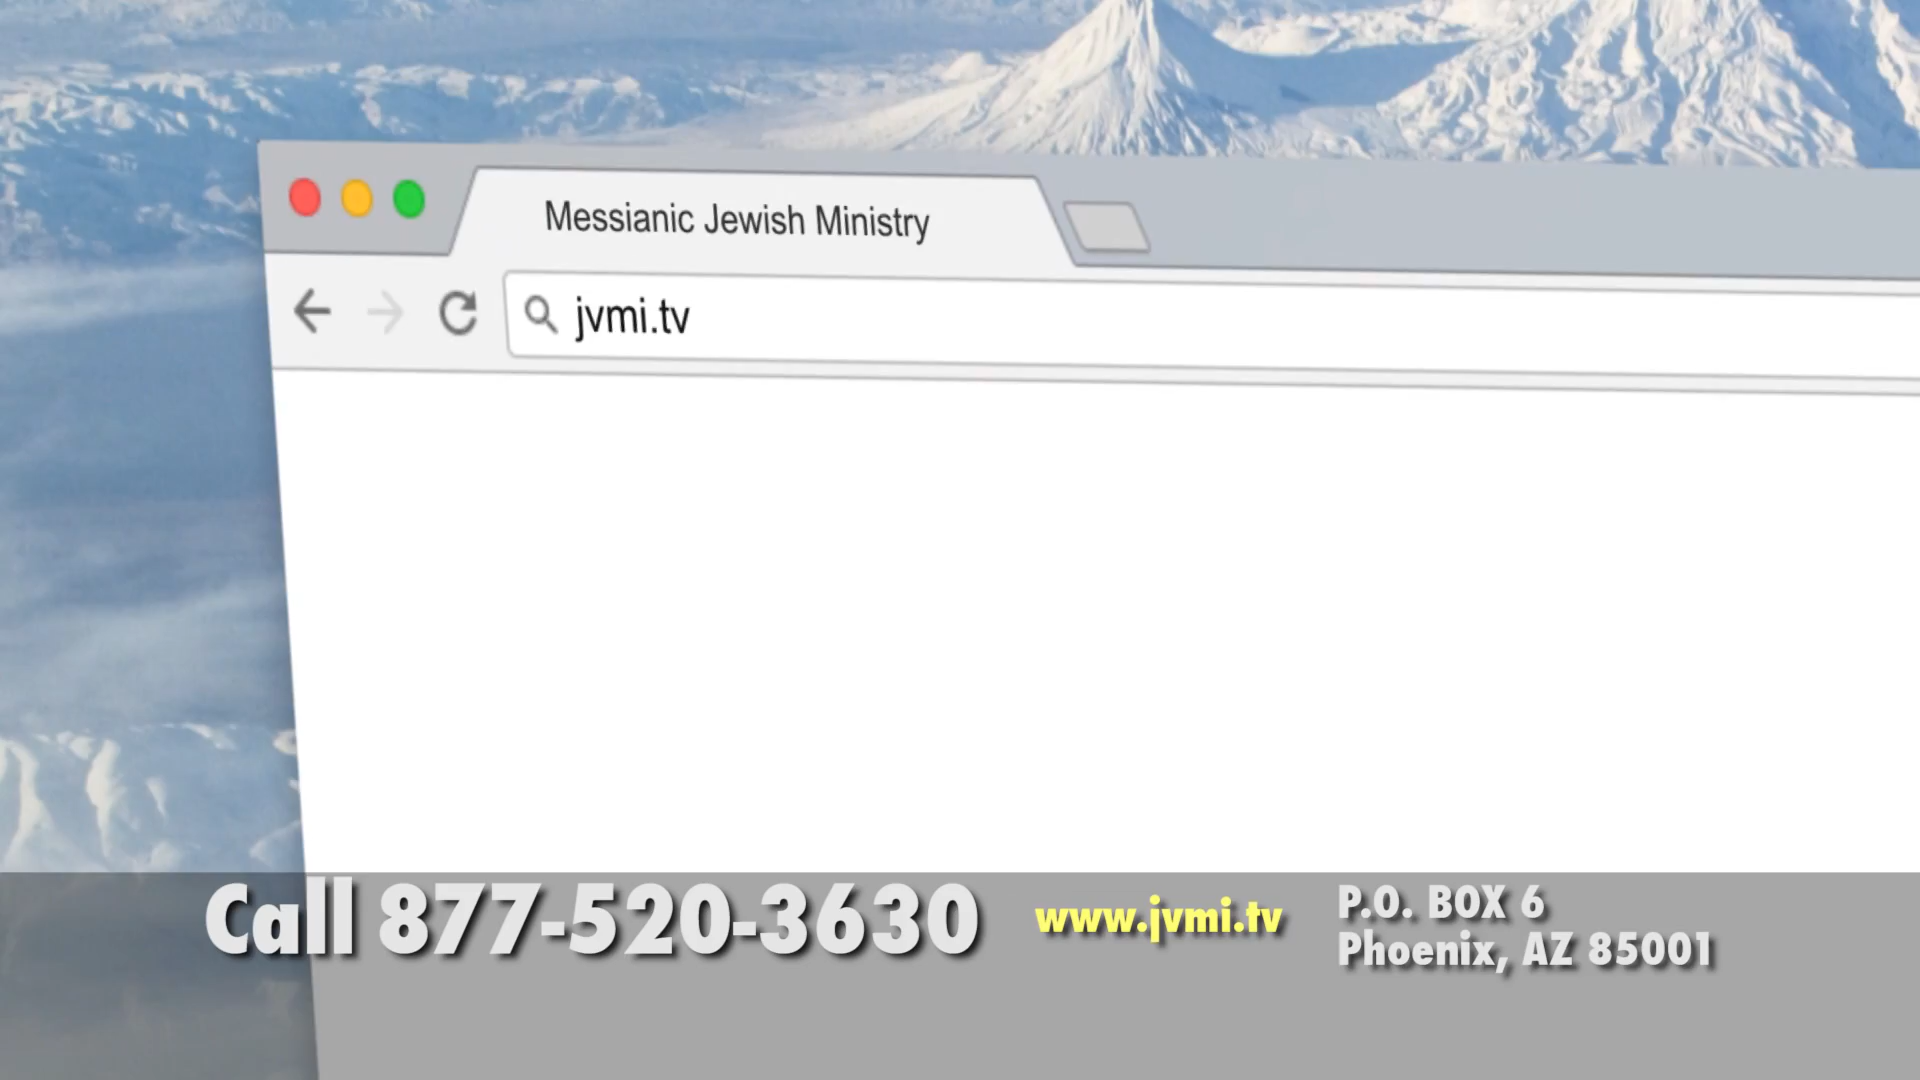 Messianic Jewish Ministry
jvmi.tv
Call 877-520-3630
www.jvmi.tv
P.O. BOX 6
Phoenix, AZ 85001